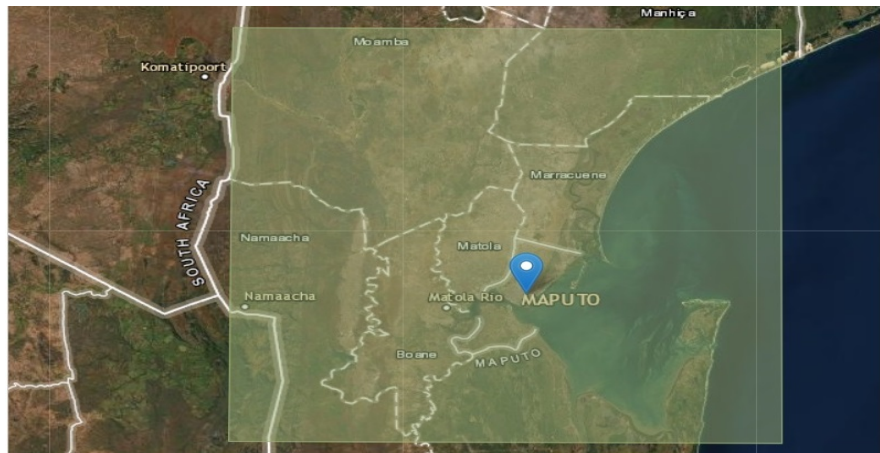 Manhiça
Moamba
Komatipoort
Marracuene
SOUTH AFRICA
Namaacha
Matola
Namaacha
Matola Rio
MAPUTO
Boane
MAPUTO